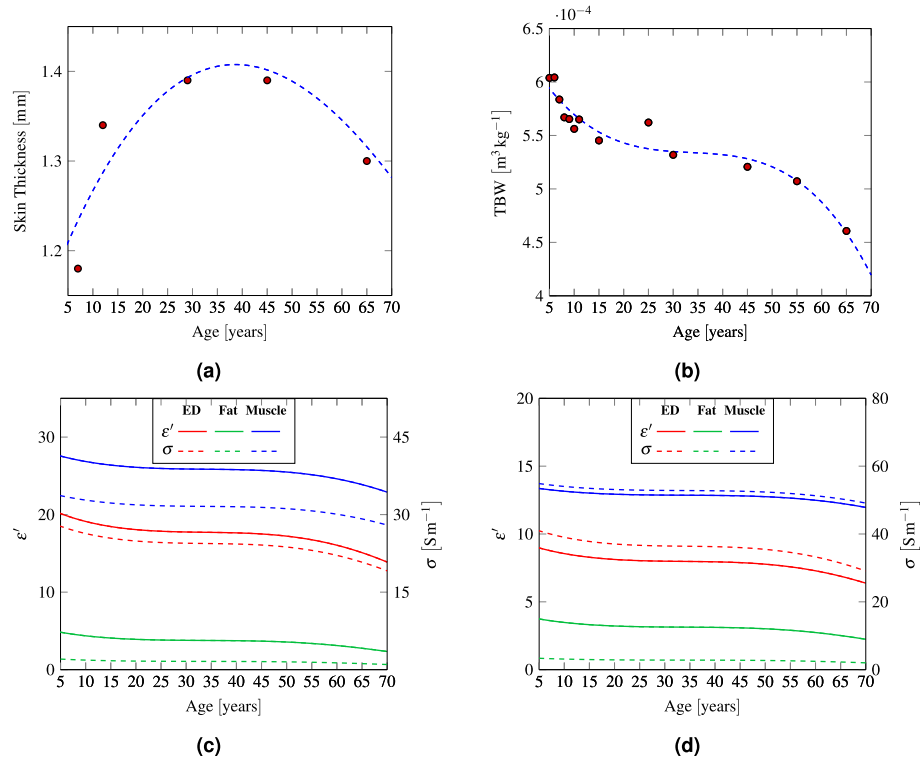 1.2
1.3
1.4
Skin Thickness [mm]
5 10 15 20 25 30 35 40 45 50 55 60 65 70
Age [years]
(a)
·10⁻⁴
4
4.5
5
5.5
6
6.5
TBW [m³ kg⁻¹]
5 10 15 20 25 30 35 40 45 50 55 60 65 70
Age [years]
(b)
ED Fat Muscle
ε′
σ
0
10
20
30
ε′
15
30
45
σ [S m⁻¹]
5 10 15 20 25 30 35 40 45 50 55 60 65 70
Age [years]
(c)
ED Fat Muscle
ε′
σ
0
5
10
15
20
ε′
0
20
40
60
80
σ [S m⁻¹]
5 10 15 20 25 30 35 40 45 50 55 60 65 70
Age [years]
(d)